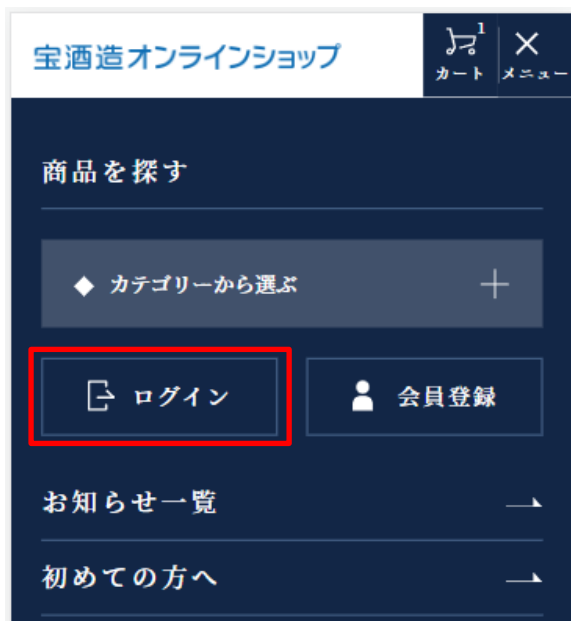 宝酒造オンラインショップ
1
カート
メニュー
商品を探す
◆ カテゴリーから選ぶ
ログイン
会員登録
お知らせ一覧
初めての方へ